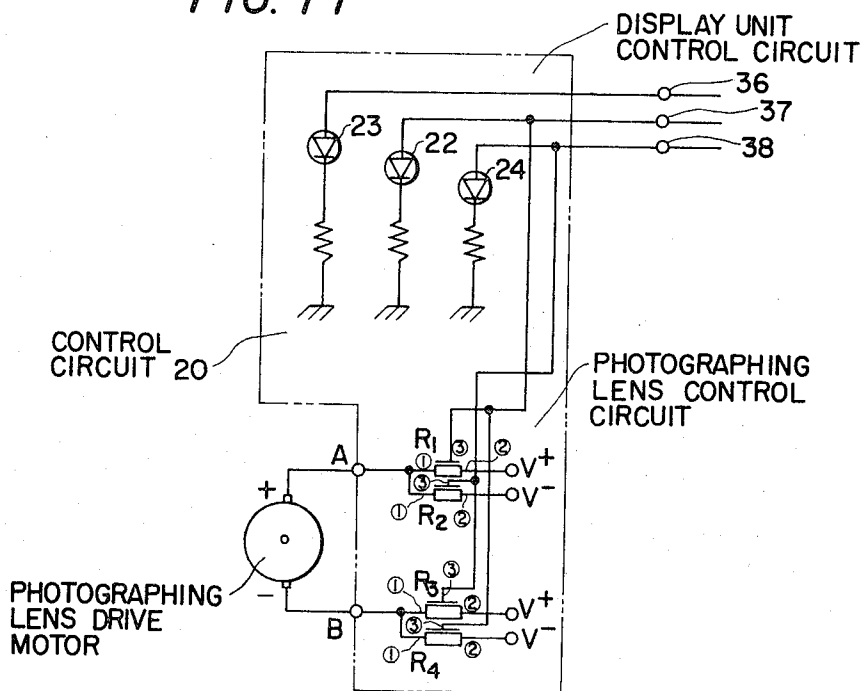 FIG. 11
DISPLAY UNIT
CONTROL CIRCUIT
36
37
38
23
22
24
CONTROL
CIRCUIT 20
PHOTOGRAPHING
LENS CONTROL
CIRCUIT
A
R1
①
③
②
V+
③
①
R2
②
V-
+
-
PHOTOGRAPHING
LENS DRIVE
MOTOR
B
R3
①
③
②
V+
③
①
R4
②
V-